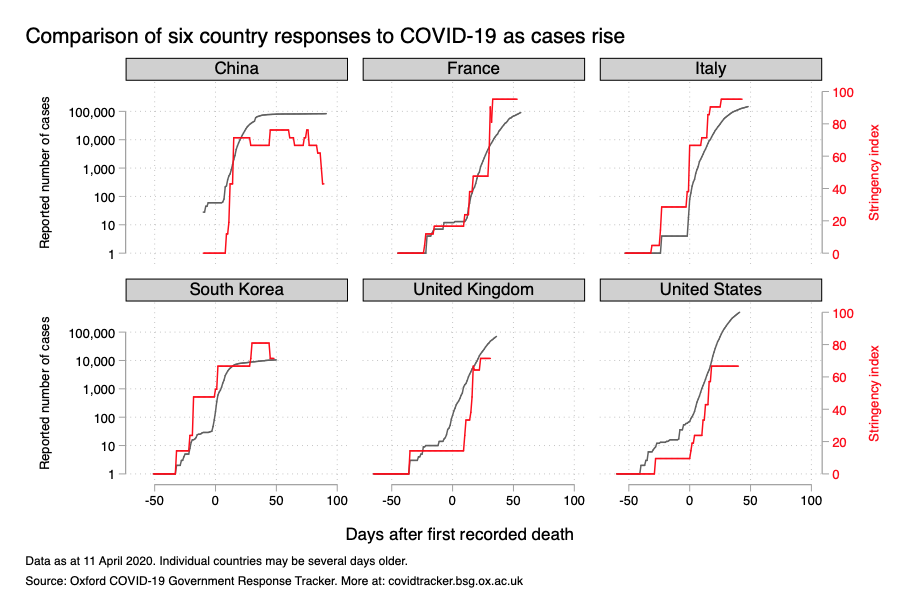 Comparison of six country responses to COVID-19 as cases rise
China
France
Italy
Reported number of cases
100,000
10,000
1,000
100
10
1
100
80
60
40
20
0
Stringency index
South Korea
United Kingdom
United States
Reported number of cases
100,000
10,000
1,000
100
10
1
100
80
60
40
20
0
Stringency index
-50 0 50 100
-50 0 50 100
-50 0 50 100
Days after first recorded death
Data as at 11 April 2020. Individual countries may be several days older.
Source: Oxford COVID-19 Government Response Tracker. More at: covidtracker.bsg.ox.ac.uk